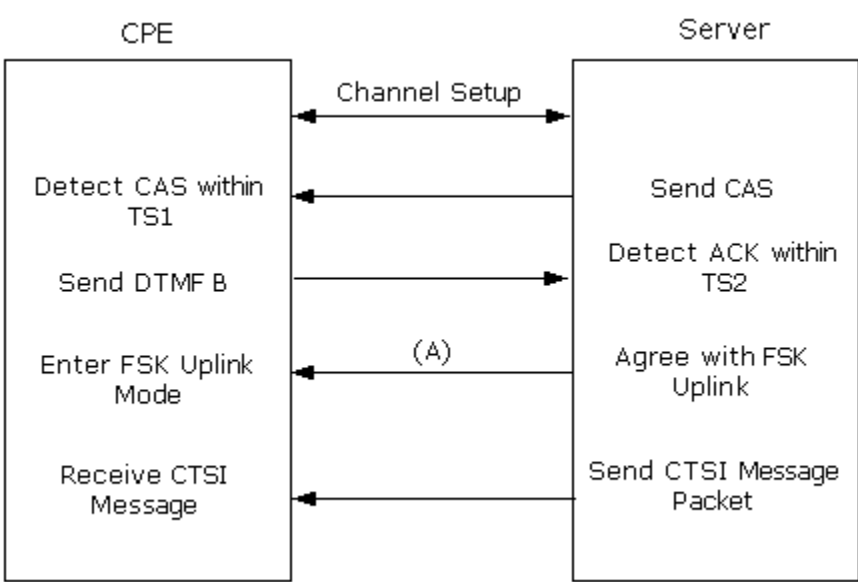 CPE
Server
Channel Setup
Detect CAS within
TS1
Send CAS
Send DTMF B
Detect ACK within
TS2
(A)
Enter FSK Uplink
Mode
Agree with FSK
Uplink
Receive CTSI
Message
Send CTSI Message
Packet